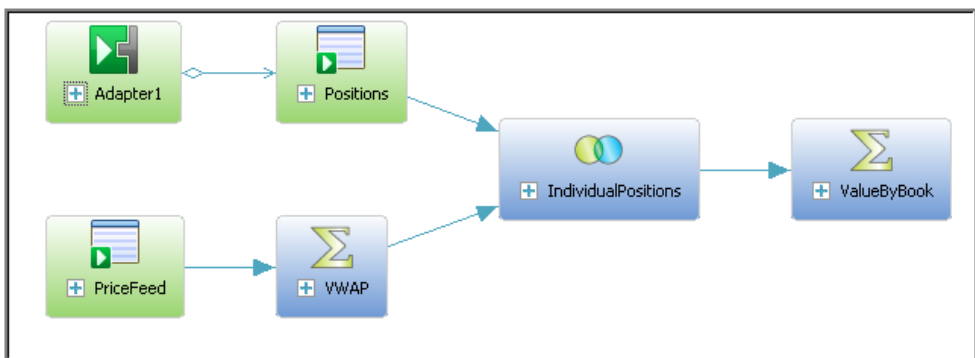 Adapter1
Positions
IndividualPositions
ValueByBook
PriceFeed
VWAP